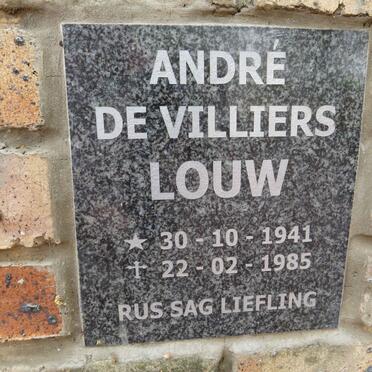 ANDRÉ
DE VILLIERS
LOUW
★ 30 - 10 - 1941
✝ 22 - 02 - 1985
RUS SAG LIEFLING